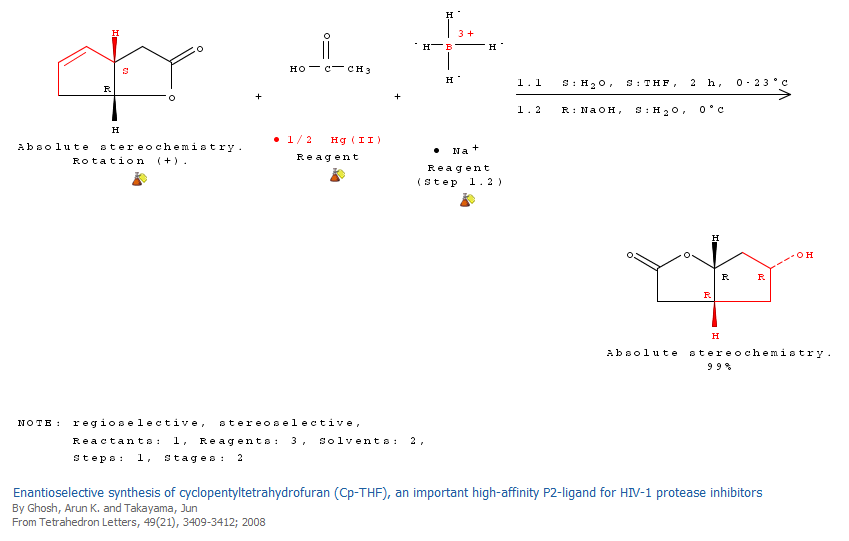 H
S
R
H
O
O
Absolute stereochemistry.
Rotation (+).
+
O
HO C CH3
• 1/2 Hg(II)
Reagent
+
H-
3+
-H B H-
H-
• Na+
Reagent
(Step 1.2)
1.1 S:H2O, S:THF, 2 h, 0-23°C
1.2 R:NaOH, S:H2O, 0°C
H
O
O
OH
R
R
R
H
Absolute stereochemistry.
99%
NOTE: regioselective, stereoselective,
Reactants: 1, Reagents: 3, Solvents: 2,
Steps: 1, Stages: 2
Enantioselective synthesis of cyclopentyltetrahydrofuran (Cp-THF), an important high-affinity P2-ligand for HIV-1 protease inhibitors
By Ghosh, Arun K. and Takayama, Jun
From Tetrahedron Letters, 49(21), 3409-3412; 2008